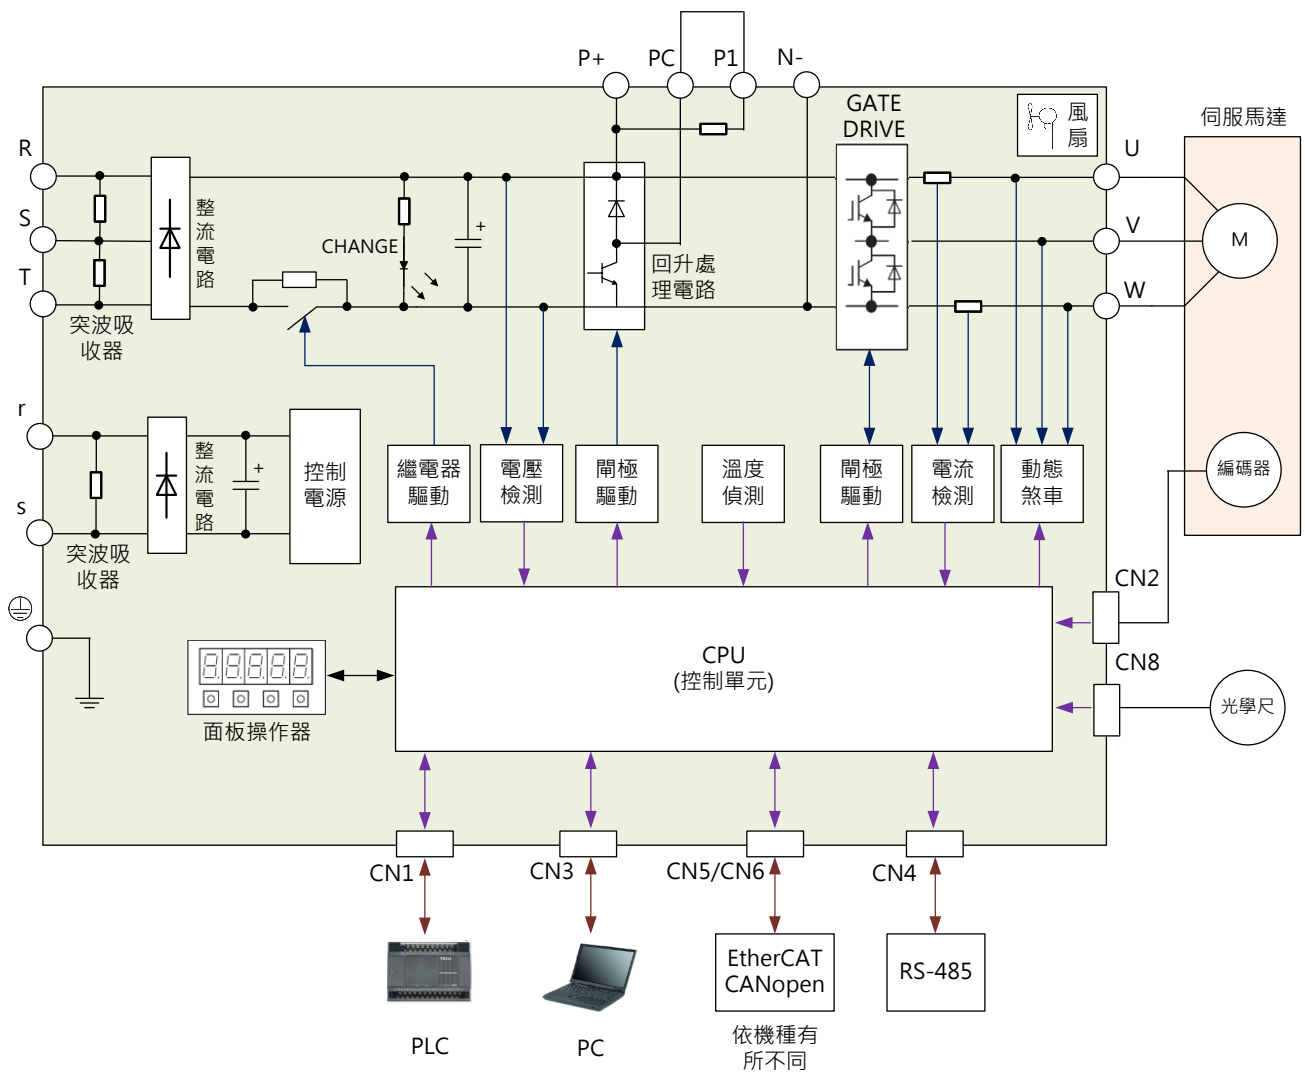 P+
PC
P1
N-
GATE
DRIVE
風
扇
伺服馬達
R
S
T
整
流
電
路
CHANGE
+
回升處
理電路
U
V
W
M
突波吸
收器
r
s
整
流
電
路
+
控制
電源
繼電器
驅動
電壓
檢測
閘極
驅動
溫度
偵測
閘極
驅動
電流
檢測
動態
煞車
編碼器
突波吸
收器
CN2
CN8
CPU
(控制單元)
光學尺
88888
面板操作器
CN1
CN3
CN5/CN6
CN4
TECO
EtherCAT
CANopen
RS-485
PLC
PC
依機種有
所不同